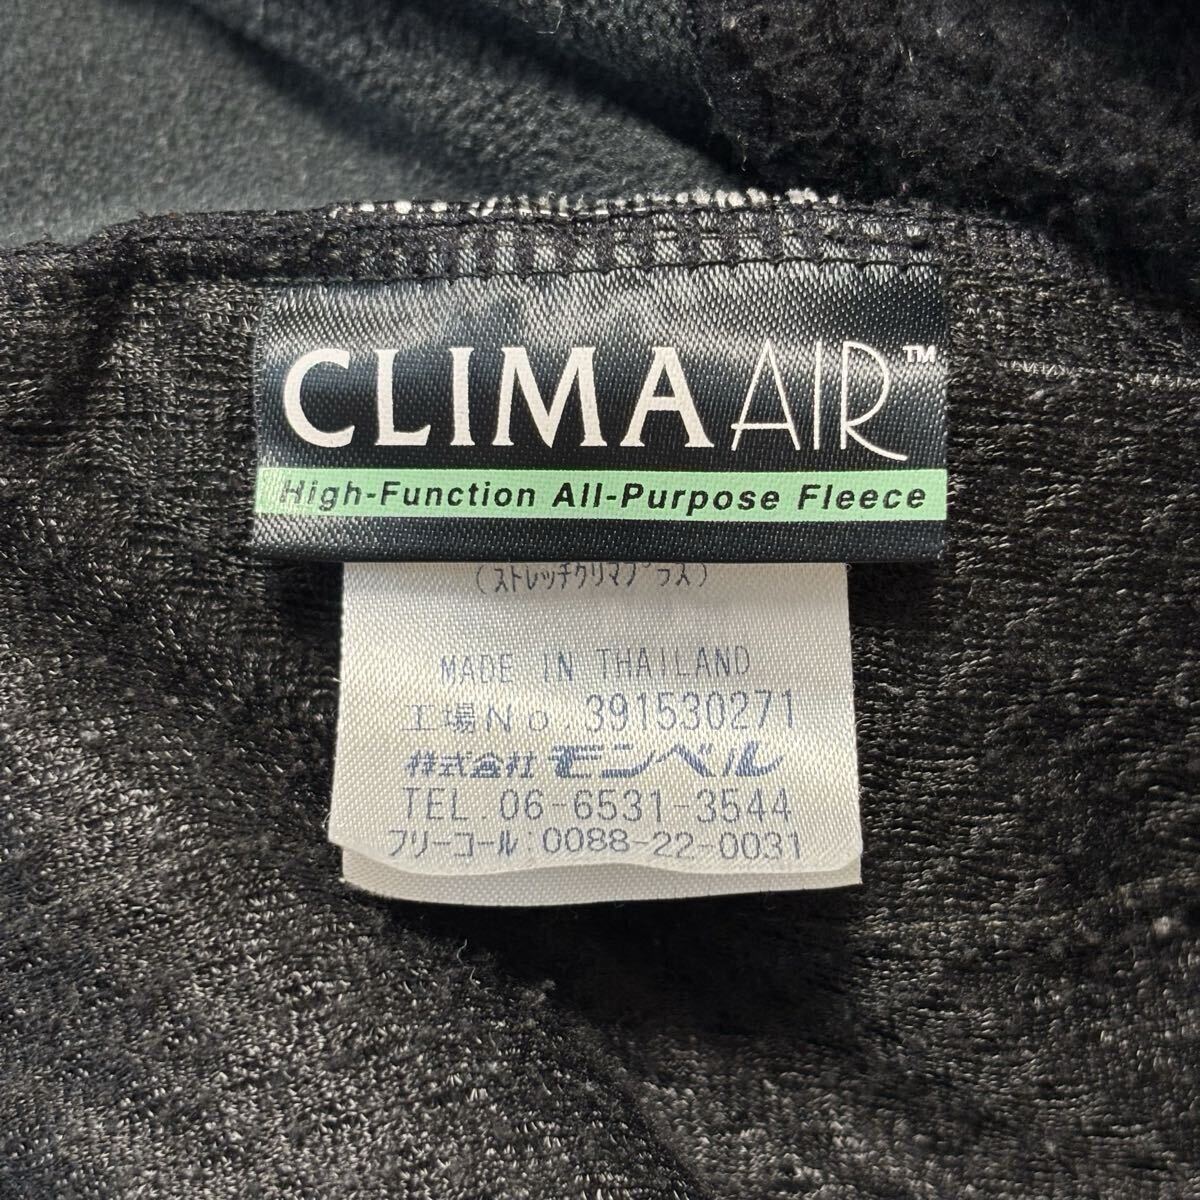 CLIMAAIR™
High-Function All-Purpose Fleece
(ストレッチクリマプラス)
MADE IN THAILAND
工場No.391530271
株式会社モンベル
TEL.06-6531-3544
フリーコール:0088-22-0031